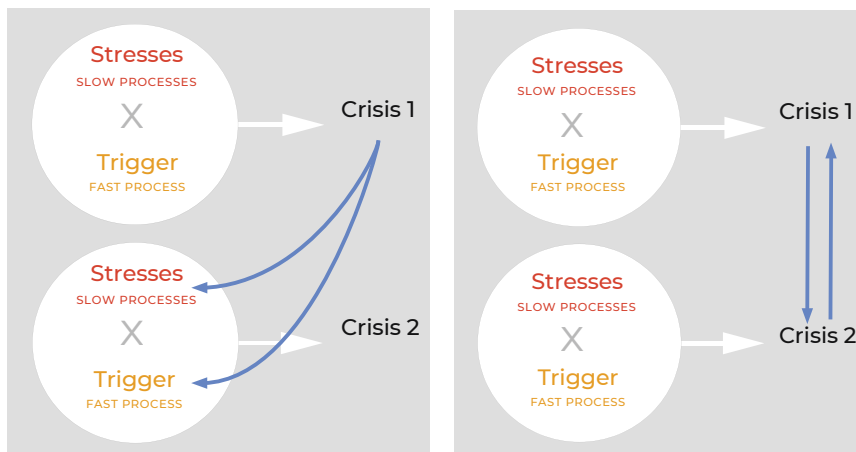 Stresses
SLOW PROCESSES
X
Trigger
FAST PROCESS
Crisis 1
Stresses
SLOW PROCESSES
X
Trigger
FAST PROCESS
Crisis 2
Stresses
SLOW PROCESSES
X
Trigger
FAST PROCESS
Crisis 1
Stresses
SLOW PROCESSES
X
Trigger
FAST PROCESS
Crisis 2